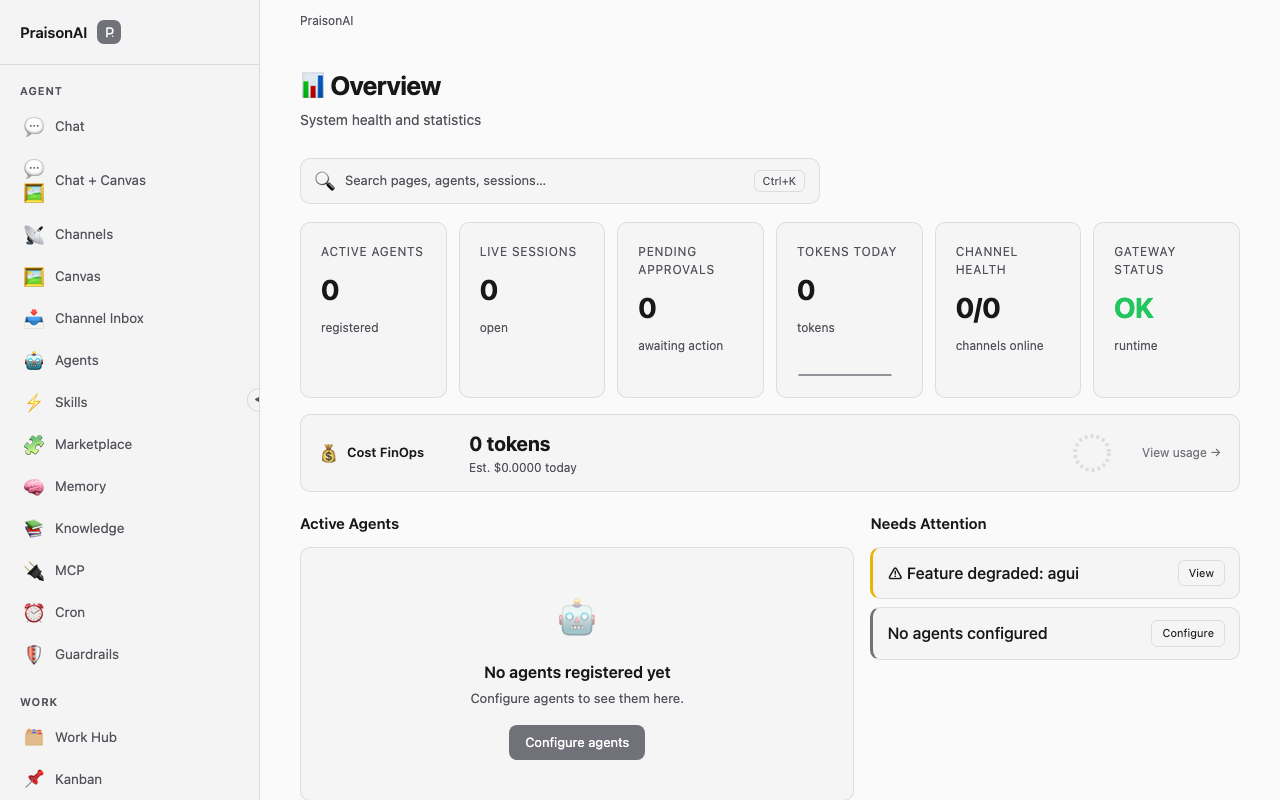 PraisonAI
P.
AGENT
Chat
Chat + Canvas
Channels
Canvas
Channel Inbox
Agents
Skills
Marketplace
Memory
Knowledge
MCP
Cron
Guardrails
WORK
Work Hub
Kanban
PraisonAI
Overview
System health and statistics
Search pages, agents, sessions...
Ctrl+K
ACTIVE AGENTS
0
registered
LIVE SESSIONS
0
open
PENDING
APPROVALS
0
awaiting action
TOKENS TODAY
0
tokens
CHANNEL
HEALTH
0/0
channels online
GATEWAY
STATUS
OK
runtime
Cost FinOps
0 tokens
Est. $0.0000 today
View usage →
Active Agents
No agents registered yet
Configure agents to see them here.
Configure agents
Needs Attention
⚠ Feature degraded: agui
View
No agents configured
Configure